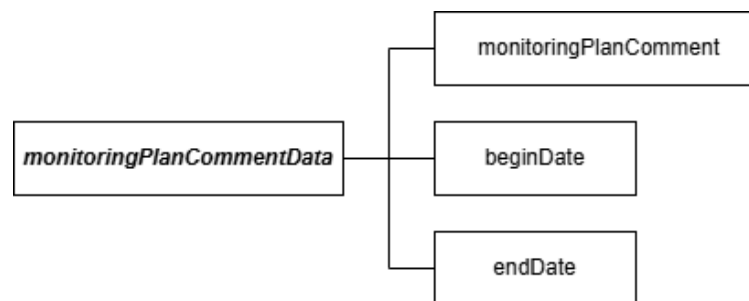 monitoringPlanComment
monitoringPlanCommentData
beginDate
endDate